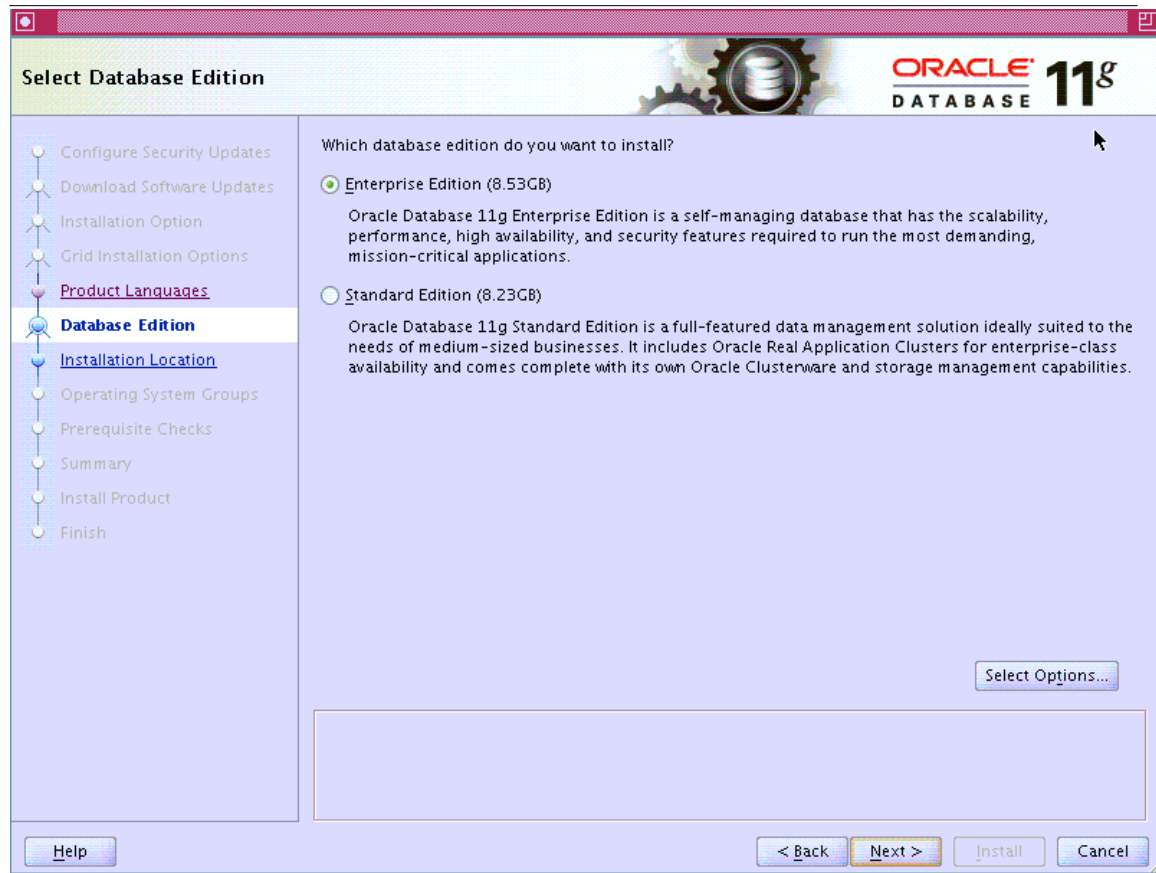 Select Database Edition
ORACLE
DATABASE
11g
Configure Security Updates
Download Software Updates
Installation Option
Grid Installation Options
Product Languages
Database Edition
Installation Location
Operating System Groups
Prerequisite Checks
Summary
Install Product
Finish
Which database edition do you want to install?
Enterprise Edition (8.53GB)
Oracle Database 11g Enterprise Edition is a self-managing database that has the scalability,
performance, high availability, and security features required to run the most demanding,
mission-critical applications.
Standard Edition (8.23GB)
Oracle Database 11g Standard Edition is a full-featured data management solution ideally suited to the
needs of medium-sized businesses. It includes Oracle Real Application Clusters for enterprise-class
availability and comes complete with its own Oracle Clusterware and storage management capabilities.
Select Options...
Help
< Back
Next >
Install
Cancel